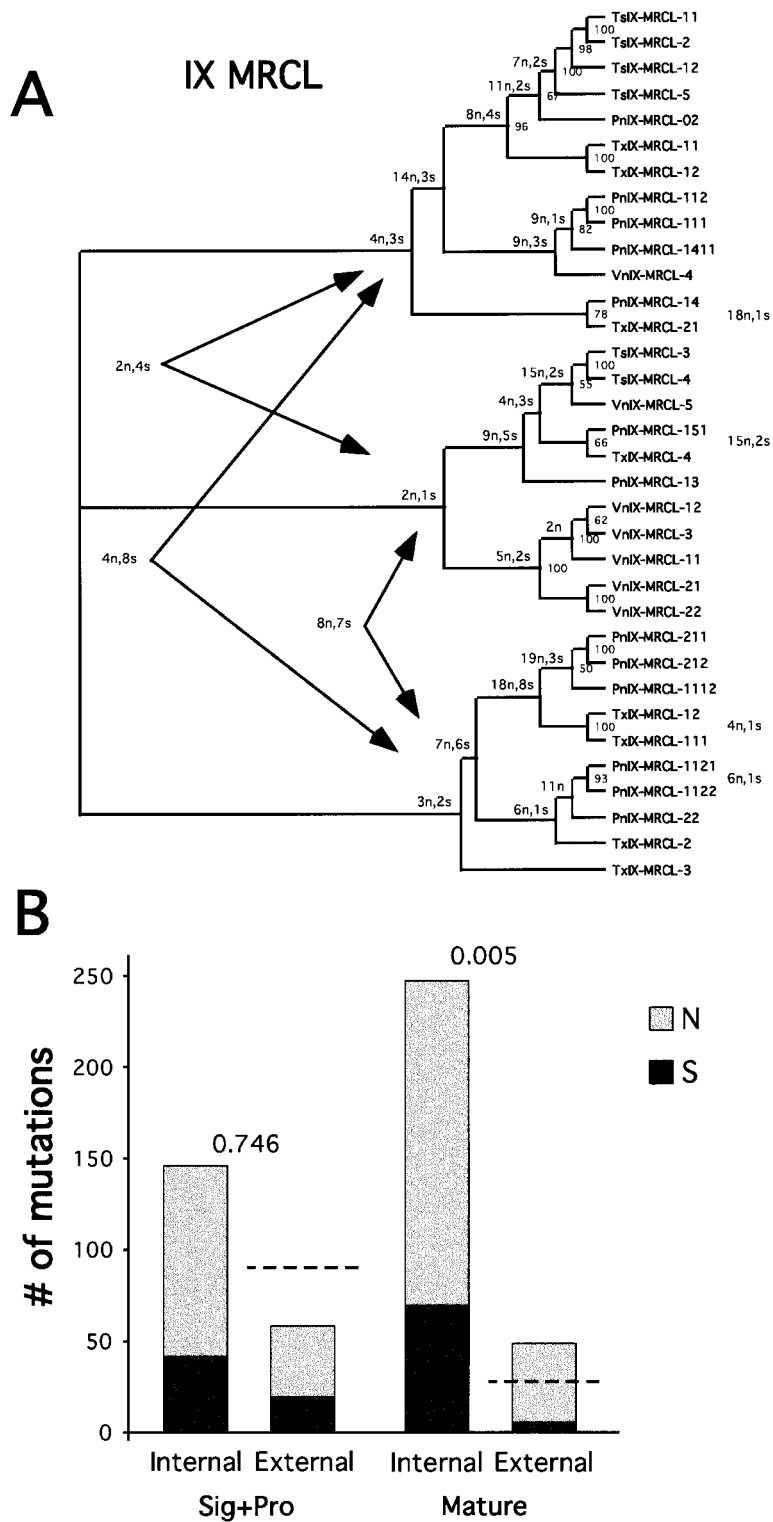 A
IX MRCL
TsIX-MRCL-11
100
TsIX-MRCL-2
98
7n,2s
TsIX-MRCL-12
100
11n,2s
TsIX-MRCL-5
67
8n,4s
PnIX-MRCL-02
96
TxIX-MRCL-11
100
TxIX-MRCL-12
14n,3s
PnIX-MRCL-112
100
9n,1s
PnIX-MRCL-111
82
4n,3s
9n,3s
PnIX-MRCL-1411
VnIX-MRCL-4
PnIX-MRCL-14
78
18n,1s
TxIX-MRCL-21
TsIX-MRCL-3
100
2n,4s
15n,2s
TsIX-MRCL-4
55
4n,3s
VnIX-MRCL-5
PnIX-MRCL-151
9n,5s
66
15n,2s
TxIX-MRCL-4
PnIX-MRCL-13
2n,1s
VnIX-MRCL-12
62
2n
VnIX-MRCL-3
100
4n,8s
5n,2s
VnIX-MRCL-11
100
VnIX-MRCL-21
100
VnIX-MRCL-22
8n,7s
PnIX-MRCL-211
100
19n,3s
PnIX-MRCL-212
50
18n,8s
PnIX-MRCL-1112
TxIX-MRCL-12
100
4n,1s
TxIX-MRCL-111
7n,6s
PnIX-MRCL-1121
93
6n,1s
11n
PnIX-MRCL-1122
3n,2s
6n,1s
PnIX-MRCL-22
TxIX-MRCL-2
TxIX-MRCL-3
B
# of mutations
250
200
150
100
50
0
0.746
0.005
N
S
Internal External
Internal External
Sig+Pro
Mature